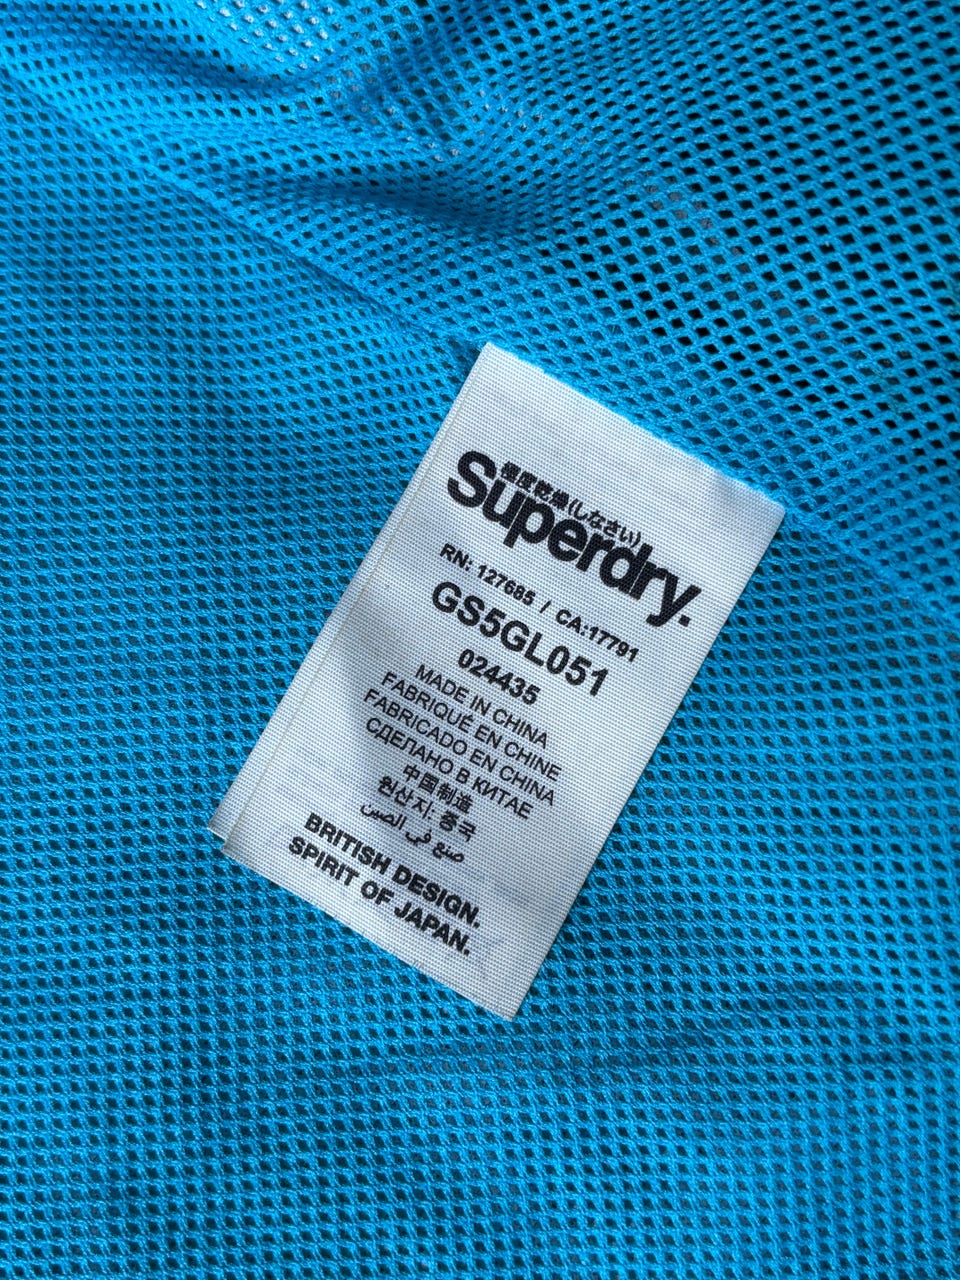 極度乾燥(しなさい)
Superdry.
RN: 127685 / CA:17791
GS5GL051
024435
MADE IN CHINA
FABRIQUÉ EN CHINE
FABRICADO EN CHINA
СДЕЛАНО В КИТАЕ
中国制造
원산지: 중국
صنع في الصين
BRITISH DESIGN.
SPIRIT OF JAPAN.